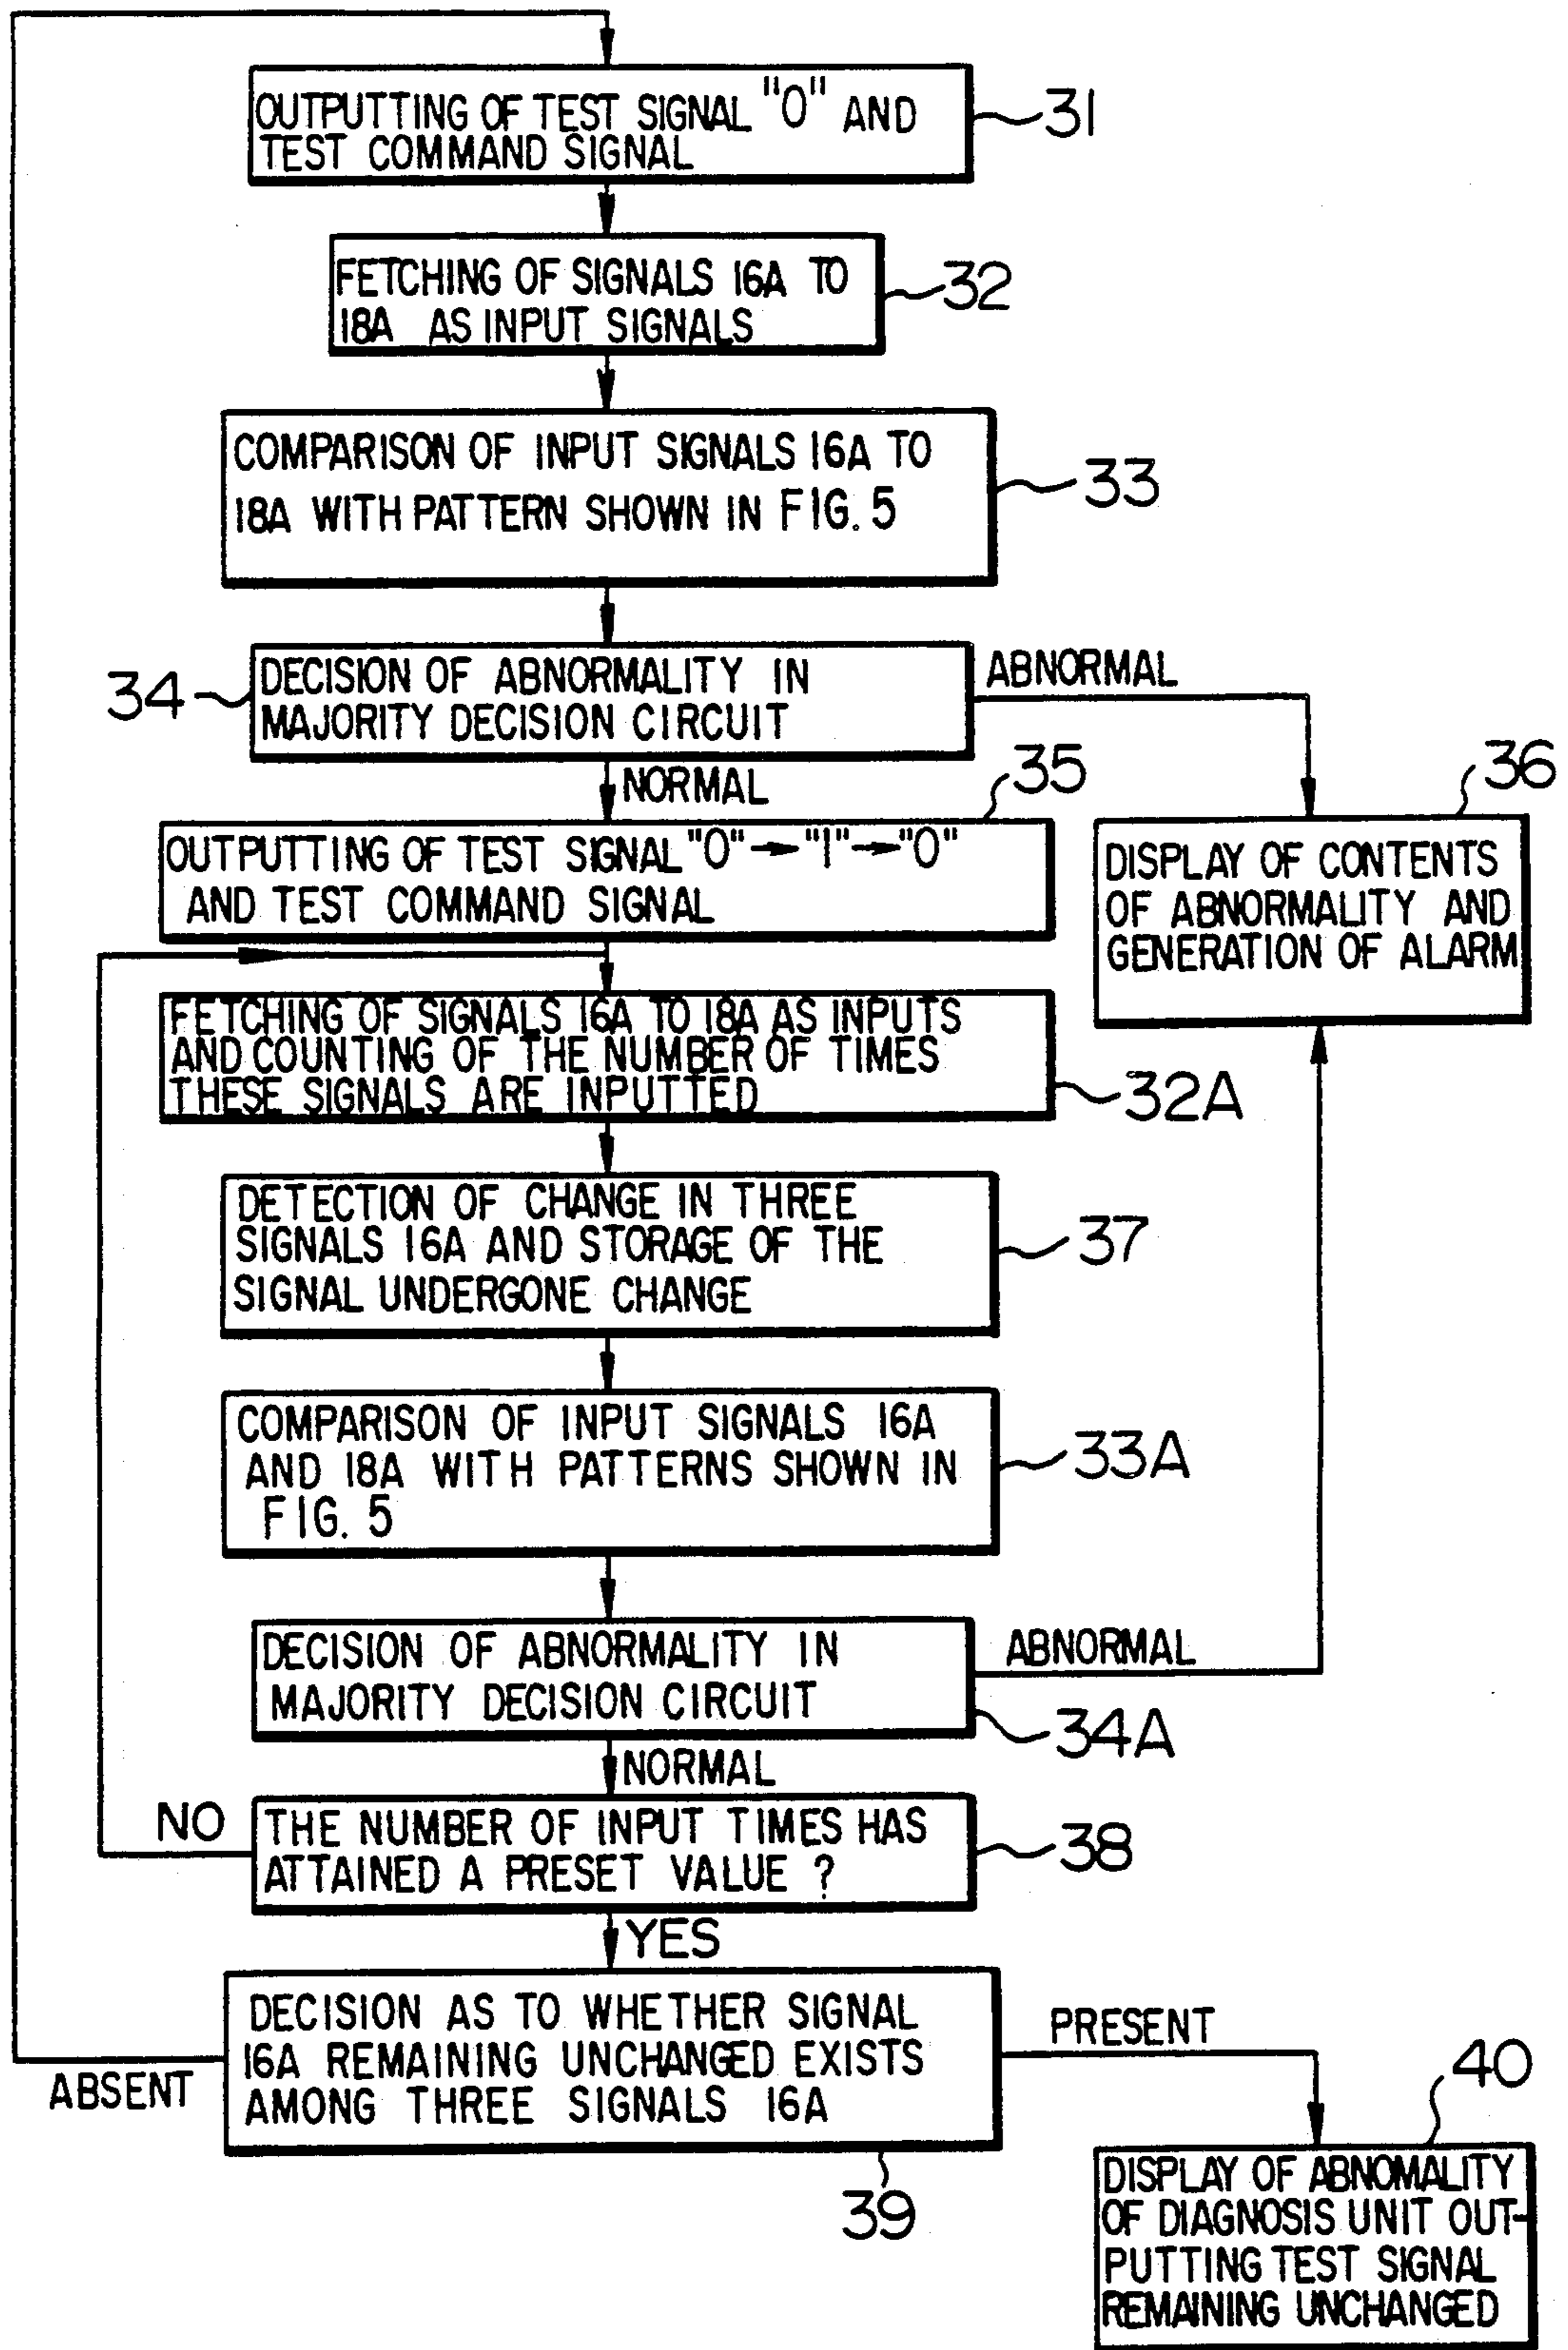 OUTPUTTING OF TEST SIGNAL "0" AND
TEST COMMAND SIGNAL
31
FETCHING OF SIGNALS 16A TO
18A AS INPUT SIGNALS
32
COMPARISON OF INPUT SIGNALS 16A TO
18A WITH PATTERN SHOWN IN FIG. 5
33
34
DECISION OF ABNORMALITY IN
MAJORITY DECISION CIRCUIT
ABNORMAL
NORMAL
35
36
OUTPUTTING OF TEST SIGNAL "0"→"1"→"0"
AND TEST COMMAND SIGNAL
DISPLAY OF CONTENTS
OF ABNORMALITY AND
GENERATION OF ALARM
FETCHING OF SIGNALS 16A TO 18A AS INPUTS
AND COUNTING OF THE NUMBER OF TIMES
THESE SIGNALS ARE INPUTTED
32A
DETECTION OF CHANGE IN THREE
SIGNALS 16A AND STORAGE OF THE
SIGNAL UNDERGONE CHANGE
37
COMPARISON OF INPUT SIGNALS 16A
AND 18A WITH PATTERNS SHOWN IN
FIG. 5
33A
DECISION OF ABNORMALITY IN
MAJORITY DECISION CIRCUIT
ABNORMAL
34A
NORMAL
NO
THE NUMBER OF INPUT TIMES HAS
ATTAINED A PRESET VALUE ?
38
YES
DECISION AS TO WHETHER SIGNAL
16A REMAINING UNCHANGED EXISTS
AMONG THREE SIGNALS 16A
PRESENT
ABSENT
39
40
DISPLAY OF ABNOMALITY
OF DIAGNOSIS UNIT OUT-
PUTTING TEST SIGNAL
REMAINING UNCHANGED